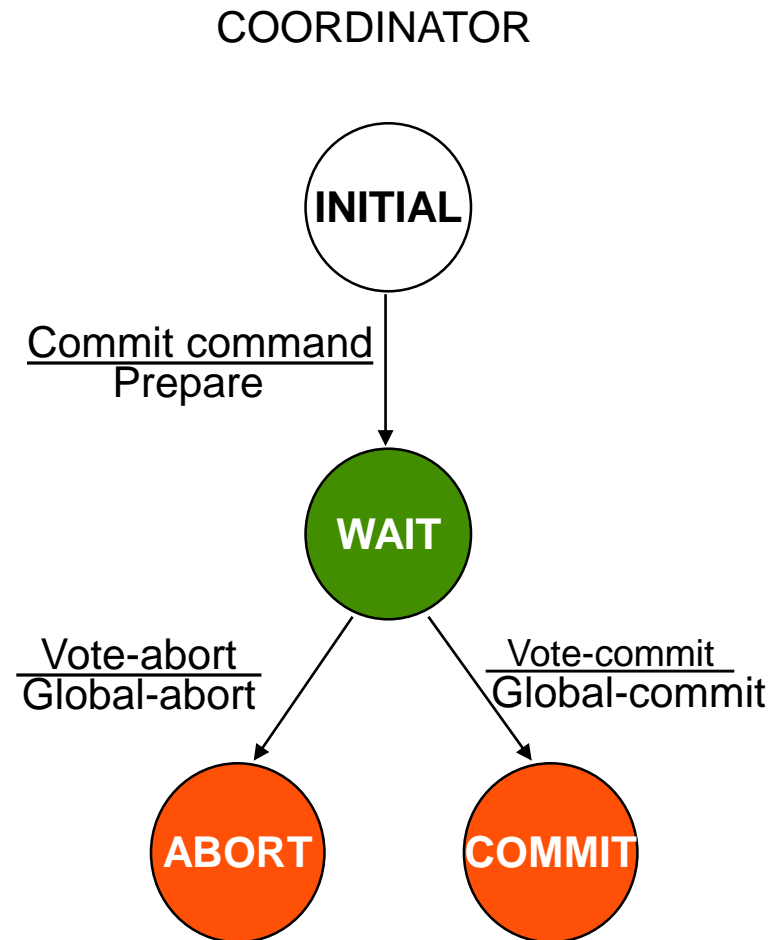 COORDINATOR
INITIAL
Commit command
Prepare
WAIT
Vote-abort
Global-abort
Vote-commit
Global-commit
ABORT
COMMIT